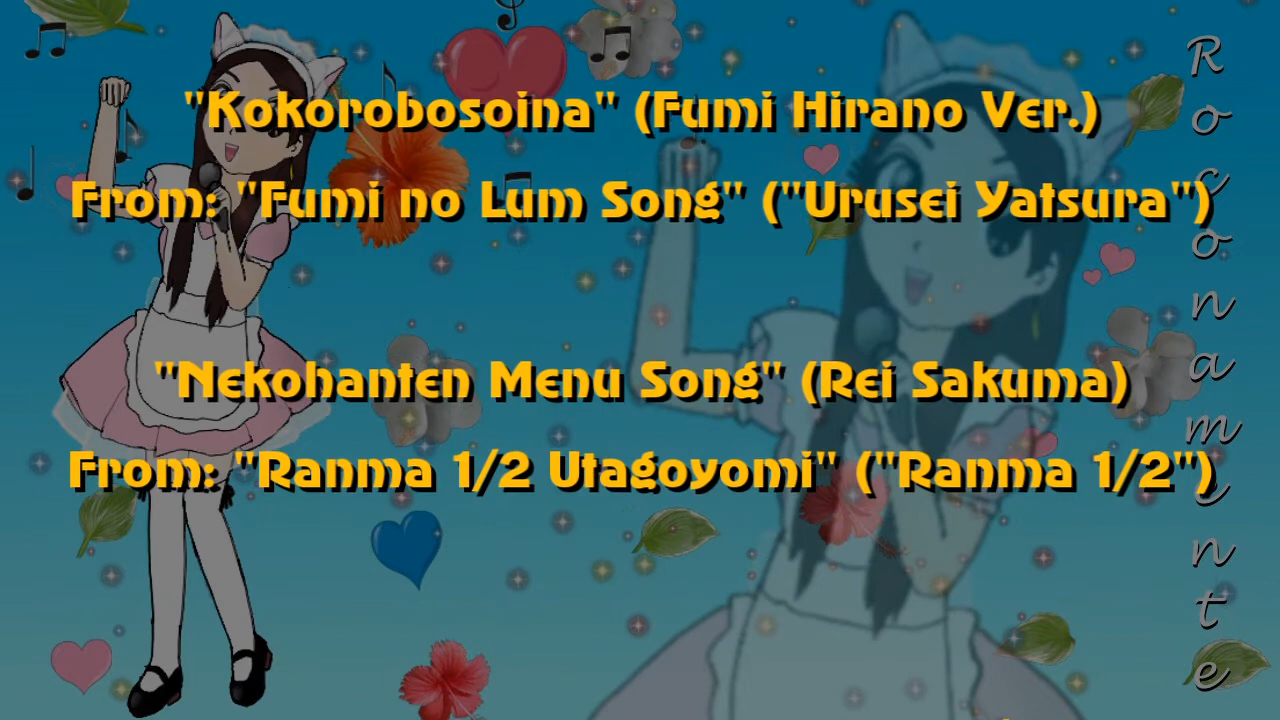 "Kokorobosoina" (Fumi Hirano Ver.)
From: "Fumi no Lum Song" ("Urusei Yatsura")
"Nekohanten Menu Song" (Rei Sakuma)
From: "Ranma 1/2 Utagoyomi" ("Ranma 1/2")
Roconamente